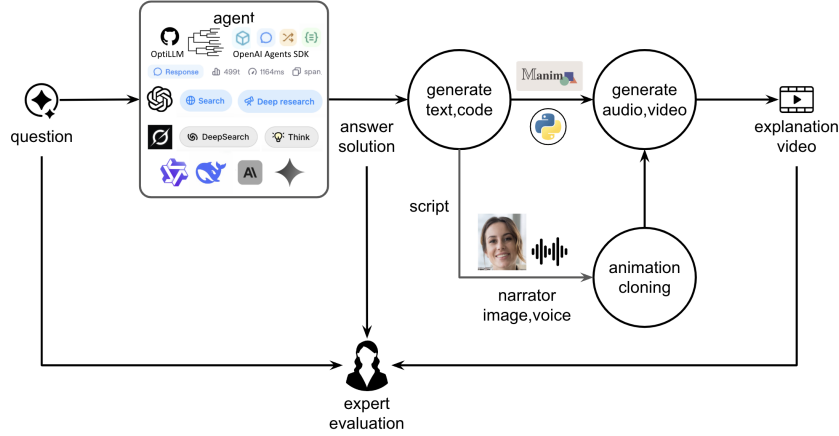 agent
OptiLLM
OpenAI Agents SDK
Response
499t
1164ms
span
Search
Deep research
DeepSearch
Think
A\
question
answer
solution
generate
text,code
Manim
generate
audio,video
explanation
video
script
narrator
image,voice
animation
cloning
expert
evaluation